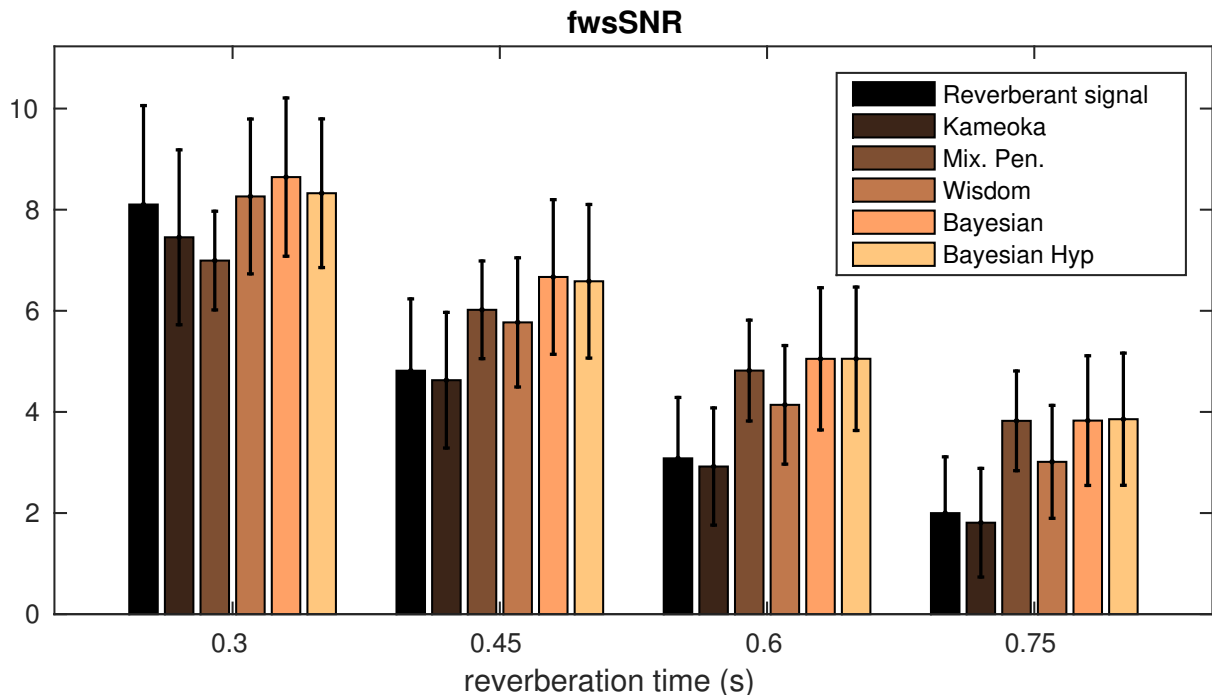 fwsSNR
10
8
6
4
2
0
Reverberant signal
Kameoka
Mix. Pen.
Wisdom
Bayesian
Bayesian Hyp
0.3 0.45 0.6 0.75
reverberation time (s)